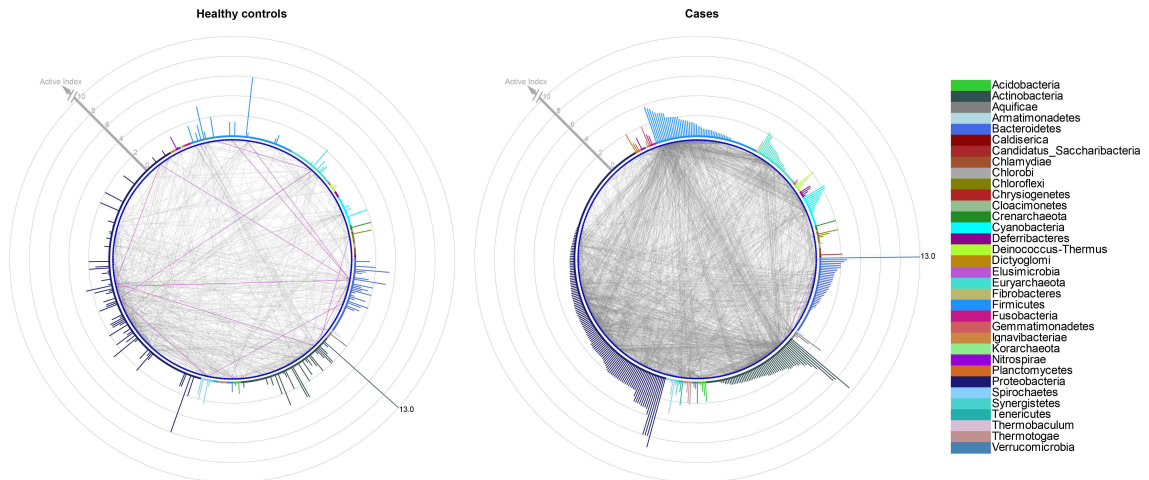 Healthy controls
Cases
Active Index
10
8
6
4
2
0
13.0
Active Index
10
8
6
4
2
0
13.0
Acidobacteria
Actinobacteria
Aquificae
Armatimonadetes
Bacteroidetes
Caldiserica
Candidatus_Saccharibacteria
Chlamydiae
Chlorobi
Chloroflexi
Chrysiogenetes
Cloacimonetes
Crenarchaeota
Cyanobacteria
Deferribacteres
Deinococcus-Thermus
Dictyoglomi
Elusimicrobia
Euryarchaeota
Fibrobacteres
Firmicutes
Fusobacteria
Gemmatimonadetes
Ignavibacteriae
Korarchaeota
Nitrospirae
Planctomycetes
Proteobacteria
Spirochaetes
Synergistetes
Tenericutes
Thermobaculum
Thermotogae
Verrucomicrobia